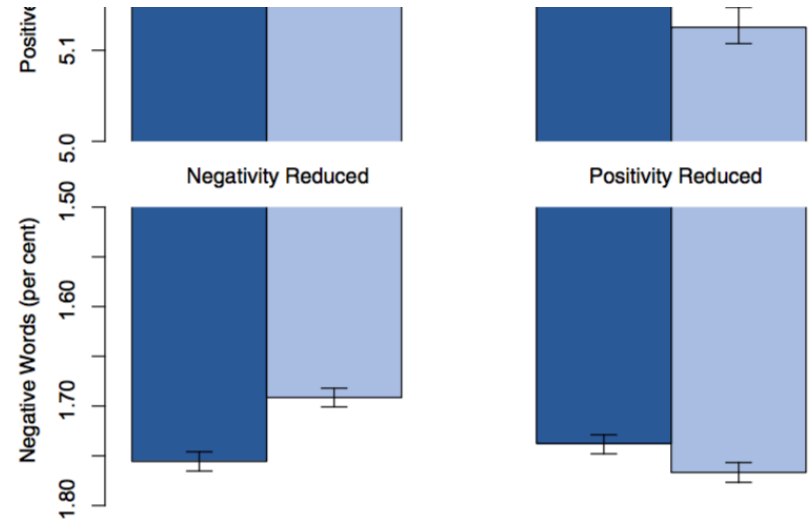 Positive
5.1
5.0
Negativity Reduced
Positivity Reduced
Negative Words (per cent)
1.50
1.60
1.70
1.80